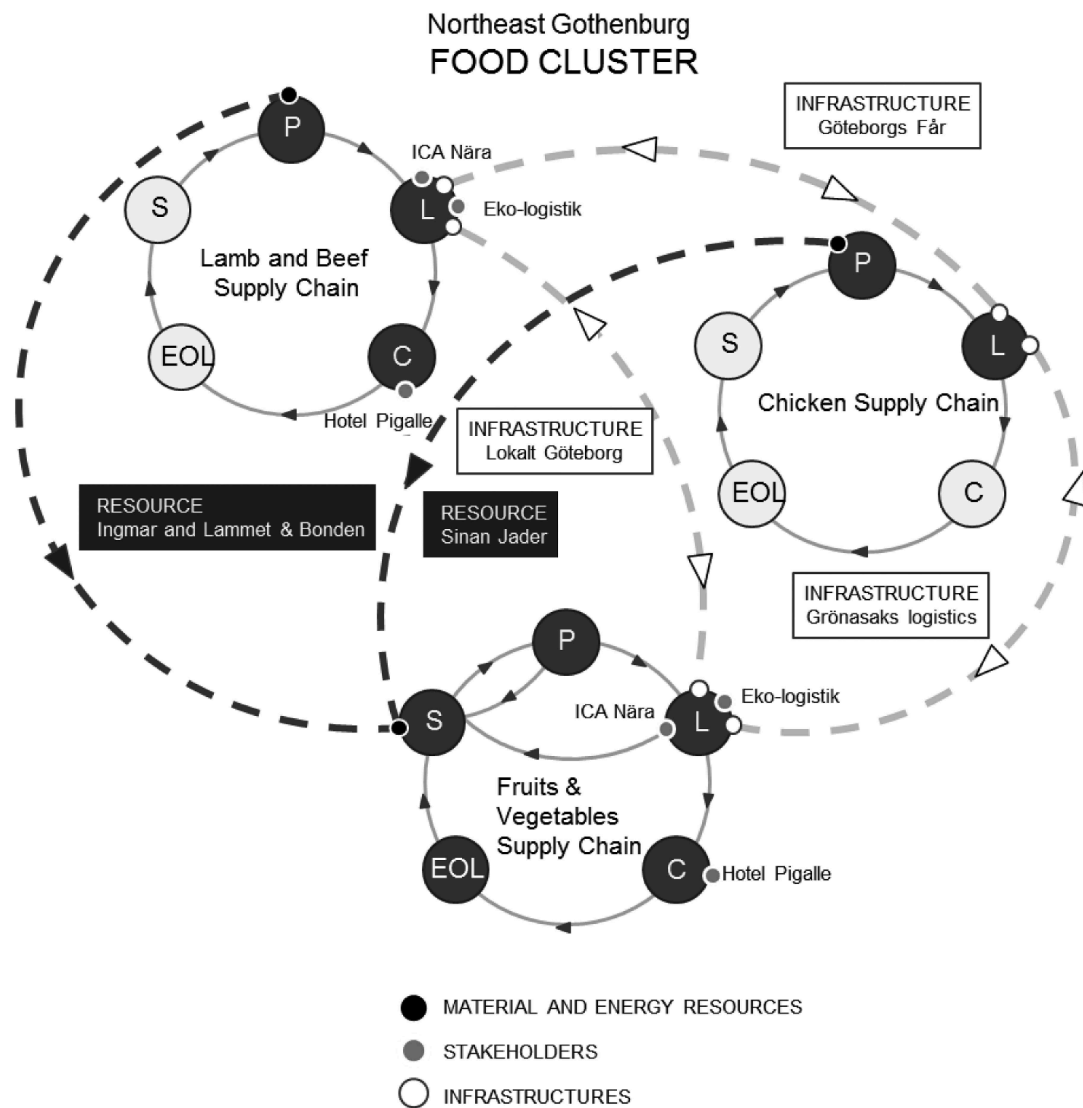 Northeast Gothenburg
FOOD CLUSTER
INFRASTRUCTURE
Göteborgs Får
P
ICA Nära
S
L
Eko-logistik
Lamb and Beef
Supply Chain
P
EOL
C
S
L
Hotel Pigalle
Chicken Supply Chain
INFRASTRUCTURE
Lokalt Göteborg
EOL
C
RESOURCE
Ingmar and Lammet & Bonden
RESOURCE
Sinan Jader
INFRASTRUCTURE
Grönasaks logistics
P
Eko-logistik
ICA Nära
S
L
Fruits &
Vegetables
Supply Chain
EOL
C
Hotel Pigalle
MATERIAL AND ENERGY RESOURCES
STAKEHOLDERS
INFRASTRUCTURES